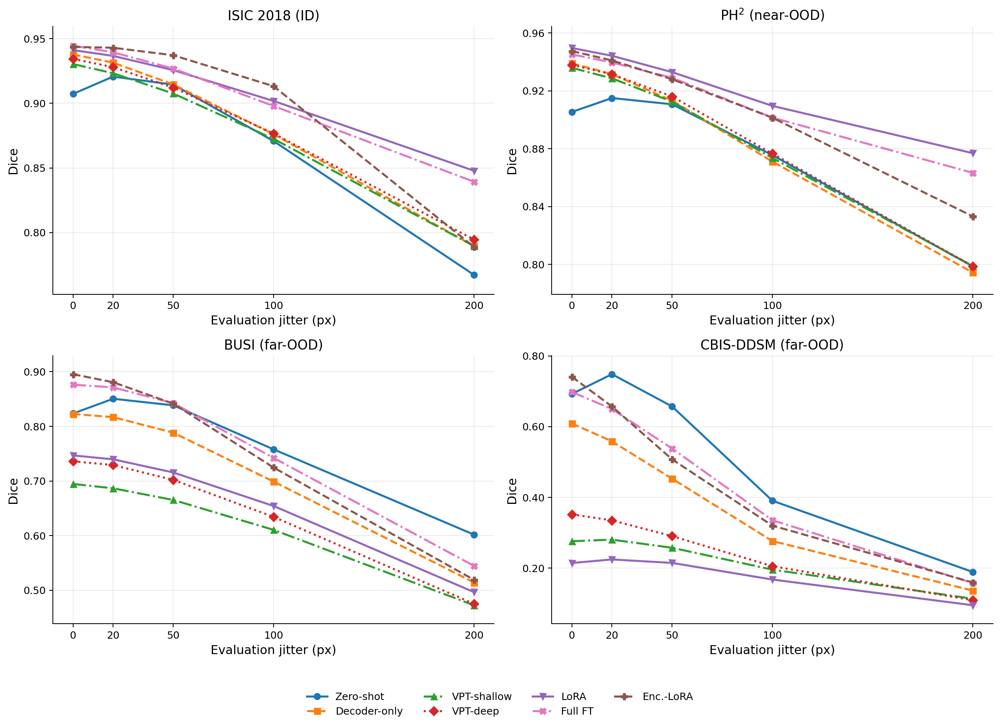 ISIC 2018 (ID)
0.95
0.90
0.85
0.80
Dice
0 20 50 100 200
Evaluation jitter (px)
PH² (near-OOD)
0.96
0.92
0.88
0.84
0.80
Dice
0 20 50 100 200
Evaluation jitter (px)
BUSI (far-OOD)
0.90
0.80
0.70
0.60
0.50
Dice
0 20 50 100 200
Evaluation jitter (px)
CBIS-DDSM (far-OOD)
0.80
0.60
0.40
0.20
Dice
0 20 50 100 200
Evaluation jitter (px)
Zero-shot VPT-shallow LoRA Enc.-LoRA
Decoder-only VPT-deep Full FT